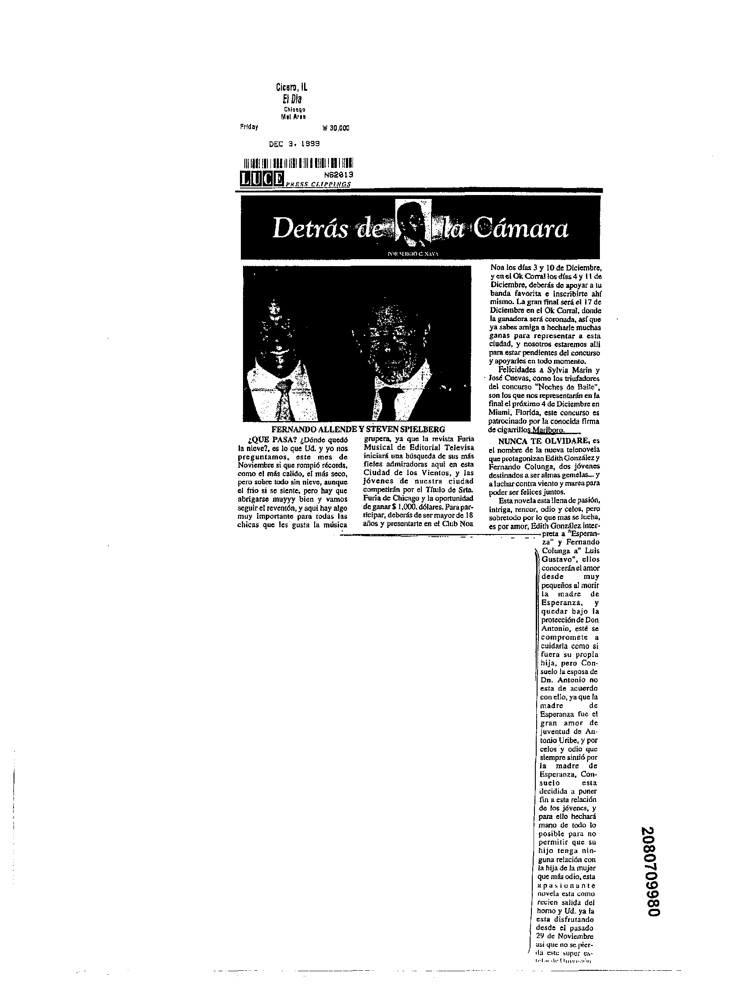 Cicero, IL
El Dia
Chicago
Met Area
Friday W 30,000
DEC 3, 1999
N62013
LUCE PRESS CLIPPINGS
Detrás de la Cámara
POR SERGIO C. NAVA
FERNANDO ALLENDE Y STEVEN SPIELBERG
¿QUE PASA? ¿Dónde quedó
la nieve?, es lo que Ud. y yo nos
preguntamos, este mes de
Noviembre si que rompió récords,
como el más calido, el más seco,
pero sobre todo sin nieve, aunque
el frio si se siente, pero hay que
abrigarse muyyy bien y vamos
seguir el reventón, y aqui hay algo
muy importante para todas las
chicas que les gusta la música
grupera, ya que la revista Furia
Musical de Editorial Televisa
iniciará una búsqueda de sus más
fieles admiradoras aqui en esta
Ciudad de los Vientos, y las
jóvenes de nuestra ciudad
competirán por el Título de Srta.
Furia de Chicago y la oportunidad
de ganar $ 1,000. dólares. Para par-
ticipar, deberás de ser mayor de 18
años y presentarte en el Club Noa
Noa los días 3 y 10 de Diciembre,
y en el Ok Corral los días 4 y 11 de
Diciembre, deberás de apoyar a tu
banda favorita e inscribirte ahí
mismo. La gran final será el 17 de
Diciembre en el Ok Corral, donde
la ganadora será coronada, así que
ya sabes amiga a hecharle muchas
ganas para representar a esta
ciudad, y nosotros estaremos allí
para estar pendientes del concurso
y apoyarles en todo momento.
Felicidades a Sylvia Marin y
José Cuevas, como los triufadores
del concurso "Noches de Baile",
son los que nos representarán en la
final el próximo 4 de Diciembre en
Miami, Florida, este concurso es
patrocinado por la conocida firma
de cigarrillos Marlboro.
NUNCA TE OLVIDARE, es
el nombre de la nueva telenovela
que protagonizan Edith González y
Fernando Colunga, dos jóvenes
destinados a ser almas gemelas... y
a luchar contra viento y marea para
poder ser felices juntos.
Esta novela esta llena de pasión,
intriga, rencor, odio y celos, pero
sobretodo por lo que mas se lucha,
es por amor, Edith González inter-
preta a "Esperan-
za" y Fernando
Colunga a" Luis
Gustavo", ellos
conocerán el amor
desde muy
pequeños al morir
la madre de
Esperanza, y
quedar bajo la
protección de Don
Antonio, esté se
compromete a
cuidarla como si
fuera su propia
hija, pero Con-
suelo la esposa de
Dn. Antonio no
esta de acuerdo
con ello, ya que la
madre de
Esperanza fue el
gran amor de
juventud de An-
tonio Uribe, y por
celos y odio que
siempre sintió por
la madre de
Esperanza, Con-
suelo esta
decidida a poner
fin a esta relación
de los jóvenes, y
para ello hechará
mano de todo lo
posible para no
permitir que su
hijo tenga nin-
guna relación con
la hija de la mujer
que más odio, esta
apasionante
novela esta como
recien salida del
horno y Ud. ya la
esta disfrutando
desde el pasado
29 de Noviembre
asi que no se pier-
da este super es-
telar de Univisión
2080709980